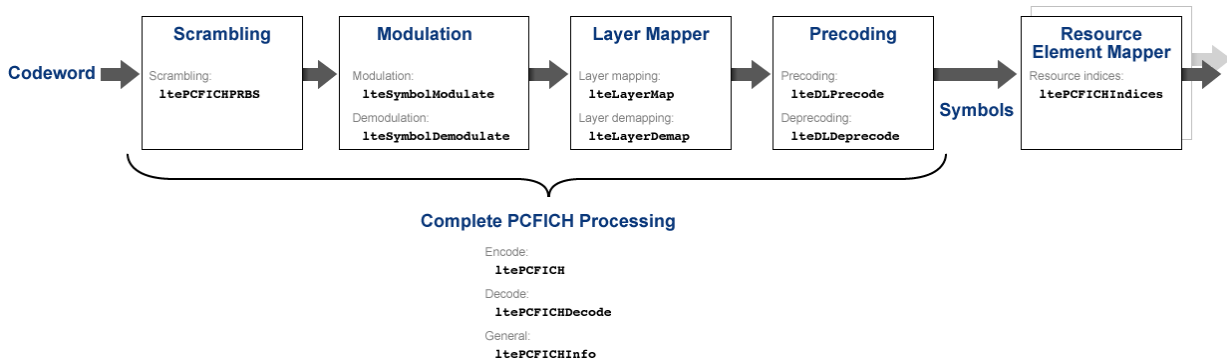 Codeword
Scrambling
Scrambling:
ltePCFICHPRBS
Modulation
Modulation:
lteSymbolModulate
Demodulation:
lteSymbolDemodulate
Layer Mapper
Layer mapping:
lteLayerMap
Layer demapping:
lteLayerDemap
Precoding
Precoding:
lteDLPrecode
Deprecoding:
lteDLDeprecode
Symbols
Resource
Element Mapper
Resource indices:
ltePCFICHIndices
Complete PCFICH Processing
Encode:
ltePCFICH
Decode:
ltePCFICHDecode
General:
ltePCFICHInfo